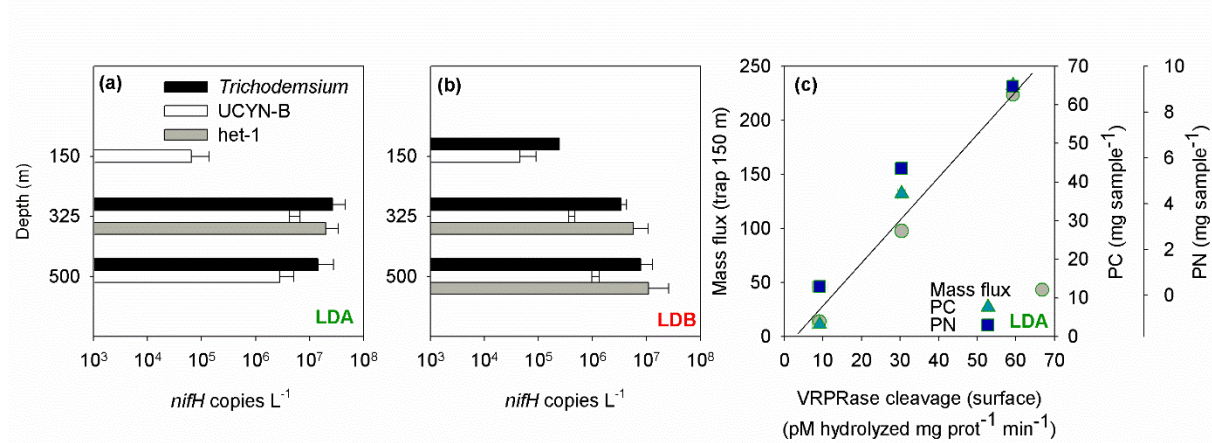 (a)
Trichodemsium
UCYN-B
het-1
Depth (m)
150
325
500
LDA
10³ 10⁴ 10⁵ 10⁶ 10⁷ 10⁸
nifH copies L⁻¹
(b)
150
325
500
LDB
10³ 10⁴ 10⁵ 10⁶ 10⁷ 10⁸
nifH copies L⁻¹
(c)
Mass flux (trap 150 m)
250
200
150
100
50
0
Mass flux
PC
PN
LDA
0 10 20 30 40 50 60 70
VRPRase cleavage (surface)
(pM hydrolyzed mg prot⁻¹ min⁻¹)
70
60
50
40
30
20
10
0
PC (mg sample⁻¹)
10
8
6
4
2
0
PN (mg sample⁻¹)